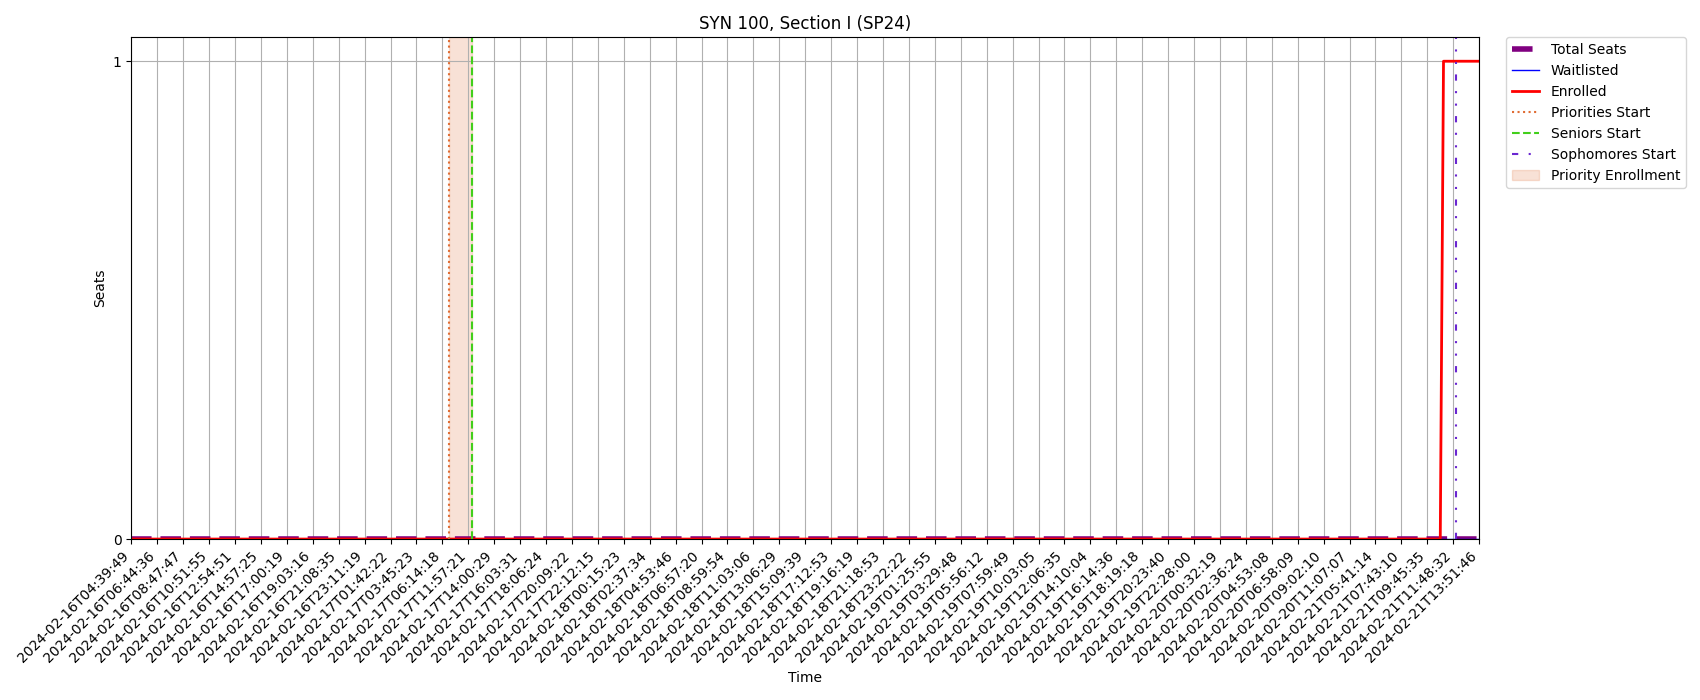 SYN 100, Section I (SP24)
1
0
Seats
2024-02-16T04:39:49
2024-02-16T06:44:36
2024-02-16T08:47:47
2024-02-16T10:51:55
2024-02-16T12:54:51
2024-02-16T14:57:25
2024-02-16T17:00:19
2024-02-16T19:03:16
2024-02-16T21:08:35
2024-02-16T23:11:19
2024-02-17T01:42:22
2024-02-17T03:45:23
2024-02-17T06:14:18
2024-02-17T11:57:21
2024-02-17T14:00:29
2024-02-17T16:03:31
2024-02-17T18:06:24
2024-02-17T20:09:22
2024-02-17T22:12:15
2024-02-18T00:15:23
2024-02-18T02:37:34
2024-02-18T04:53:46
2024-02-18T06:57:20
2024-02-18T08:59:54
2024-02-18T11:03:06
2024-02-18T13:06:29
2024-02-18T15:09:39
2024-02-18T17:12:53
2024-02-18T19:16:19
2024-02-18T21:18:53
2024-02-18T23:22:22
2024-02-19T01:25:55
2024-02-19T03:29:48
2024-02-19T05:56:12
2024-02-19T07:59:49
2024-02-19T10:03:05
2024-02-19T12:06:35
2024-02-19T14:10:04
2024-02-19T16:14:36
2024-02-19T18:19:18
2024-02-19T20:23:40
2024-02-19T22:28:00
2024-02-20T00:32:19
2024-02-20T02:36:24
2024-02-20T04:53:08
2024-02-20T06:58:09
2024-02-20T09:02:10
2024-02-20T11:07:07
2024-02-21T05:41:14
2024-02-21T07:43:10
2024-02-21T09:45:35
2024-02-21T11:48:32
2024-02-21T13:51:46
Time
Total Seats
Waitlisted
Enrolled
Priorities Start
Seniors Start
Sophomores Start
Priority Enrollment